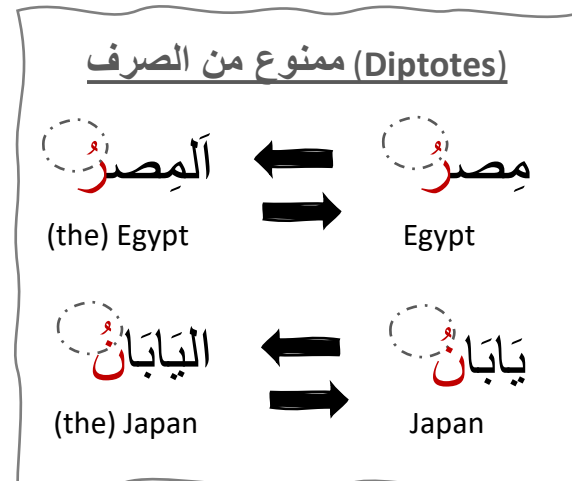 ممنوع من الصرف (Diptotes)
مِصرُ اَلمِصرُ
Egypt (the) Egypt
يَابَانُ اليَابَانُ
Japan (the) Japan